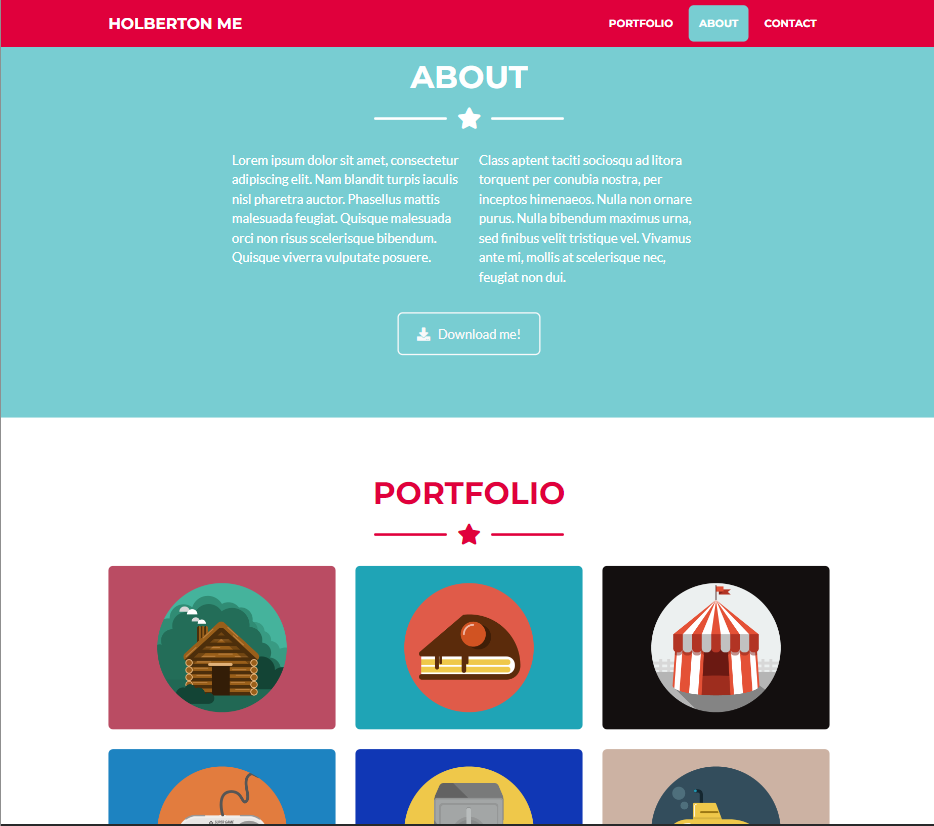 HOLBERTON ME
PORTFOLIO
ABOUT
CONTACT
ABOUT
Lorem ipsum dolor sit amet, consectetur
adipiscing elit. Nam blandit turpis iaculis
nisl pharetra auctor. Phasellus mattis
malesuada feugiat. Quisque malesuada
orci non risus scelerisque bibendum.
Quisque viverra vulputate posuere.
Class aptent taciti sociosqu ad litora
torquent per conubia nostra, per
inceptos himenaeos. Nulla non ornare
purus. Nulla bibendum maximus urna,
sed finibus velit tristique vel. Vivamus
ante mi, mollis at scelerisque nec,
feugiat non dui.
Download me!
PORTFOLIO